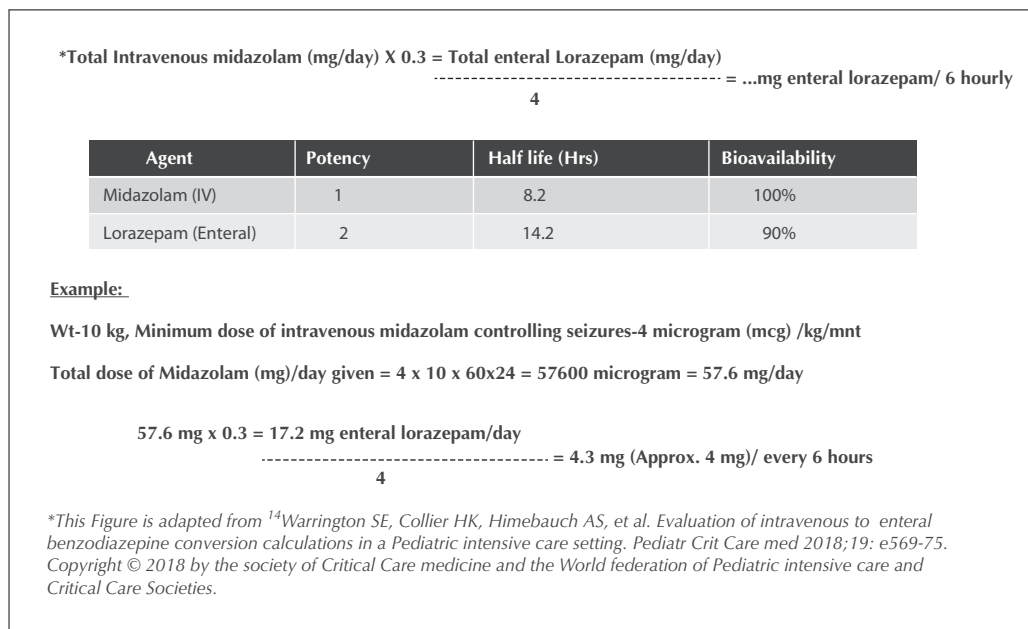 *Total Intravenous midazolam (mg/day) X 0.3 = Total enteral Lorazepam (mg/day)
= ...mg enteral lorazepam/ 6 hourly
4
Agent Potency Half life (Hrs) Bioavailability
Midazolam (IV) 1 8.2 100%
Lorazepam (Enteral) 2 14.2 90%
Example:
Wt-10 kg, Minimum dose of intravenous midazolam controlling seizures-4 microgram (mcg) /kg/mnt
Total dose of Midazolam (mg)/day given = 4 x 10 x 60x24 = 57600 microgram = 57.6 mg/day
57.6 mg x 0.3 = 17.2 mg enteral lorazepam/day
= 4.3 mg (Approx. 4 mg)/ every 6 hours
4
*This Figure is adapted from 14Warrington SE, Collier HK, Himebauch AS, et al. Evaluation of intravenous to enteral
benzodiazepine conversion calculations in a Pediatric intensive care setting. Pediatr Crit Care med 2018;19: e569-75.
Copyright © 2018 by the society of Critical Care medicine and the World federation of Pediatric intensive care and
Critical Care Societies.